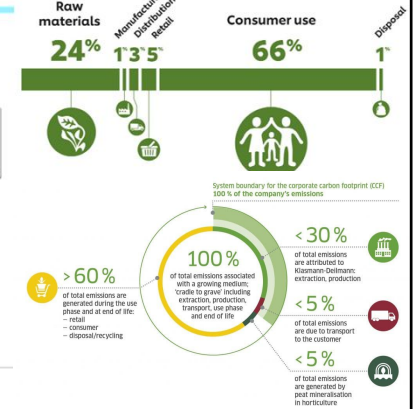 Raw
materials
Manufacture
Distribution
Retail
Consumer use
Disposal
24%
1%
3%
5%
66%
1%
System boundary for the corporate carbon footprint (CCF)
100 % of the company's emissions
> 60 %
of total emissions are
generated during the use
phase and at end of life:
– retail
– consumer
– disposal/recycling
100 %
of total emissions associated
with a growing medium;
'cradle to grave' including
extraction, production,
transport, use phase
and end of life
< 30 %
of total emissions
are attributed to
Klasmann-Deilmann:
extraction, production
< 5 %
of total emissions
are due to transport
to the customer
< 5 %
of total emissions
are generated by
peat mineralisation
in horticulture